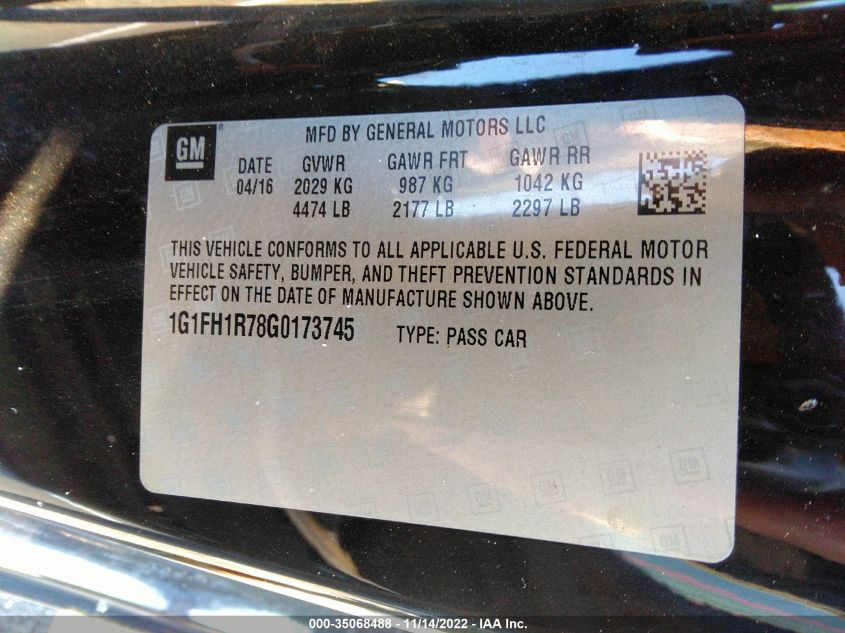 GM
®
MFD BY GENERAL MOTORS LLC
DATE GVWR GAWR FRT GAWR RR
04/16 2029 KG 987 KG 1042 KG
4474 LB 2177 LB 2297 LB
THIS VEHICLE CONFORMS TO ALL APPLICABLE U.S. FEDERAL MOTOR
VEHICLE SAFETY, BUMPER, AND THEFT PREVENTION STANDARDS IN
EFFECT ON THE DATE OF MANUFACTURE SHOWN ABOVE.
1G1FH1R78G0173745 TYPE: PASS CAR
000-35068488 - 11/14/2022 - IAA Inc.